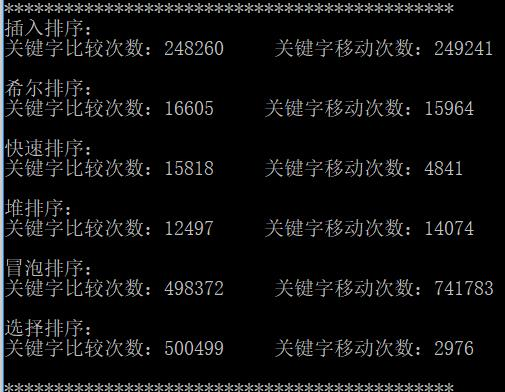 *********************************************
插入排序:
关键字比较次数: 248260 关键字移动次数: 249241
希尔排序:
关键字比较次数: 16605 关键字移动次数: 15964
快速排序:
关键字比较次数: 15818 关键字移动次数: 4841
堆排序:
关键字比较次数: 12497 关键字移动次数: 14074
冒泡排序:
关键字比较次数: 498372 关键字移动次数: 741783
选择排序:
关键字比较次数: 500499 关键字移动次数: 2976
*********************************************